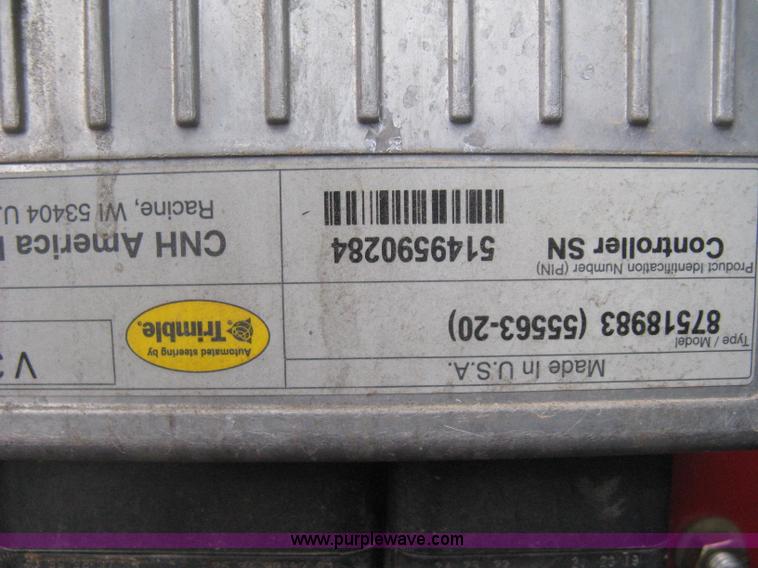 Made In U.S.A.
Type / Model
87518983 (55563-20)
Product Identification Number (PIN)
Controller SN 5149590284
Automated steering by
Trimble.
V
CNH America
Racine, WI 53404 U.
www.purplewave.com